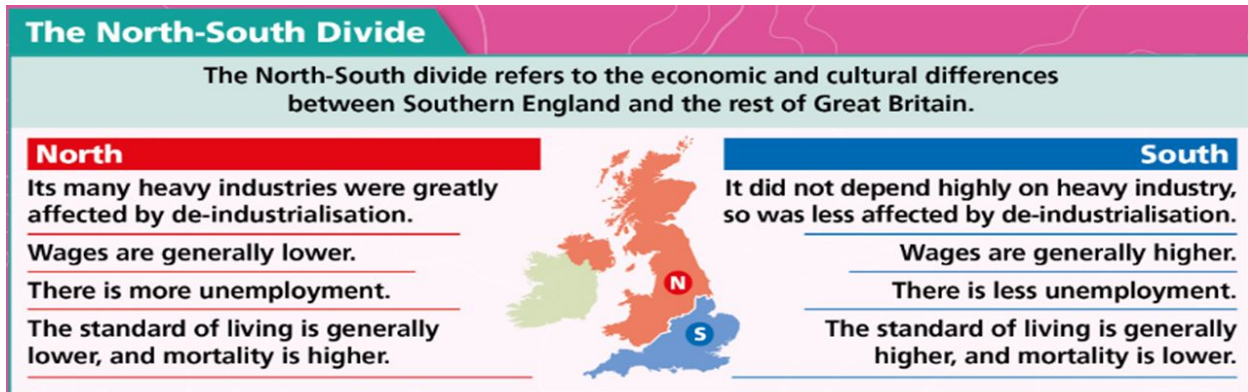 The North-South Divide
The North-South divide refers to the economic and cultural differences
between Southern England and the rest of Great Britain.
North
Its many heavy industries were greatly
affected by de-industrialisation.
Wages are generally lower.
There is more unemployment.
The standard of living is generally
lower, and mortality is higher.
N
S
South
It did not depend highly on heavy industry,
so was less affected by de-industrialisation.
Wages are generally higher.
There is less unemployment.
The standard of living is generally
higher, and mortality is lower.